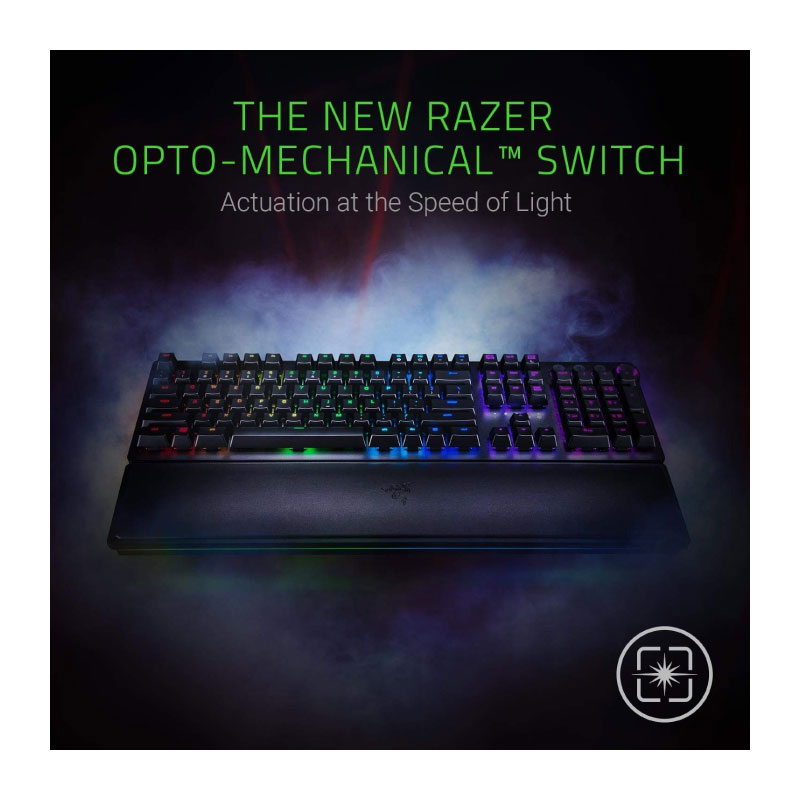 THE NEW RAZER
OPTO-MECHANICAL™ SWITCH
Actuation at the Speed of Light